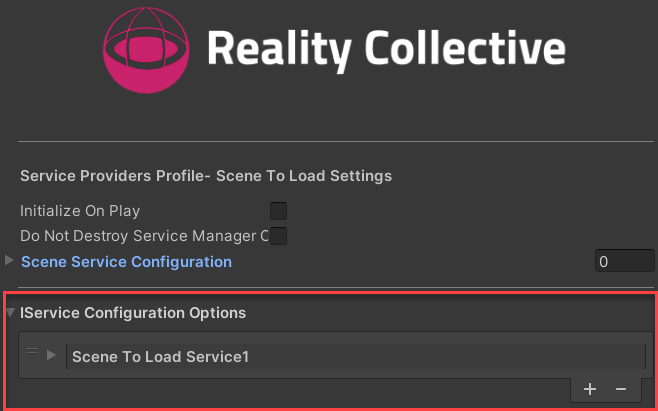 Reality Collective
Service Providers Profile- Scene To Load Settings
Initialize On Play
Do Not Destroy Service Manager O
Scene Service Configuration 0
IService Configuration Options
Scene To Load Service1
+ −